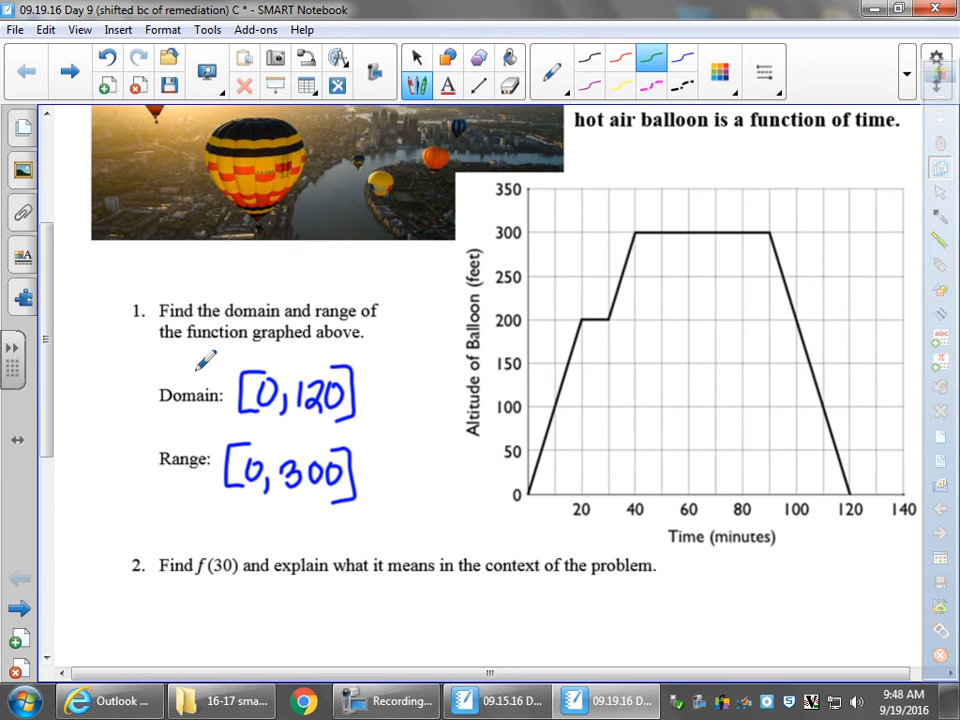 09.19.16 Day 9 (shifted bc of remediation) C * - SMART Notebook
File Edit View Insert Format Tools Add-ons Help
hot air balloon is a function of time.
350
300
250
200
150
100
50
0
Altitude of Balloon (feet)
20 40 60 80 100 120 140
Time (minutes)
1. Find the domain and range of
the function graphed above.
Domain: [0,120]
Range: [0,300]
2. Find f (30) and explain what it means in the context of the problem.
Outlook ... 16-17 sma... Recording... 09.15.16 D... 09.19.16 D... 9:48 AM
9/19/2016